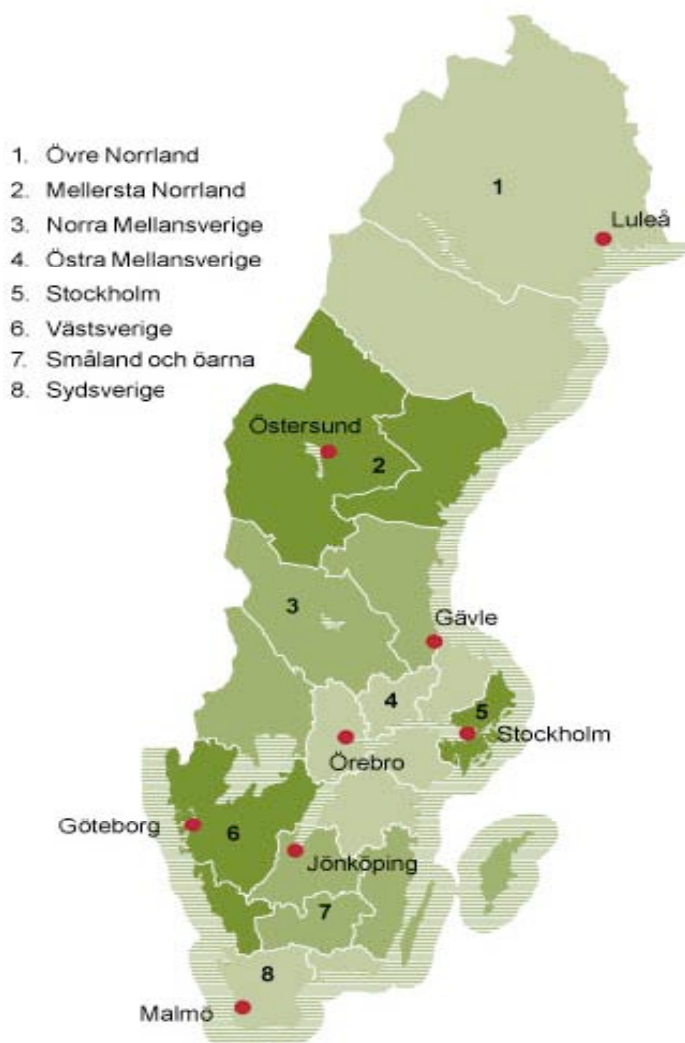 1. Övre Norrland
2. Mellersta Norrland
3. Norra Mellansverige
4. Östra Mellansverige
5. Stockholm
6. Västsverige
7. Småland och öarna
8. Sydsverige
1
Luleå
Östersund
2
3
Gävle
4
5
Stockholm
Örebro
Göteborg
6
Jönköping
7
8
Malmö